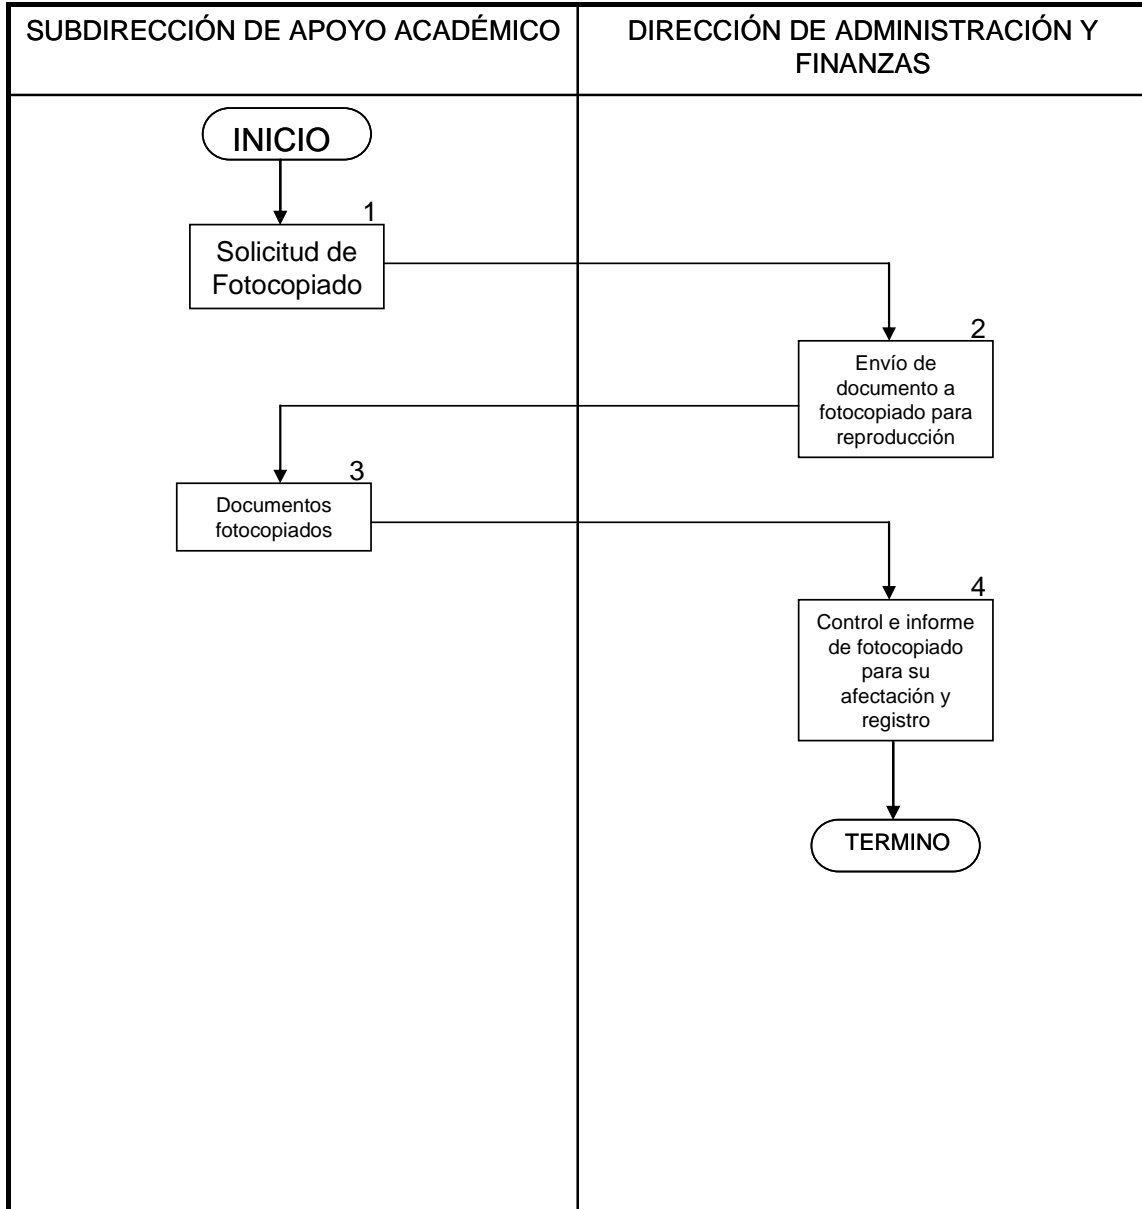 SUBDIRECCIÓN DE APOYO ACADÉMICO
DIRECCIÓN DE ADMINISTRACIÓN Y
FINANZAS
INICIO
1
Solicitud de
Fotocopiado
2
Envío de
documento a
fotocopiado para
reproducción
3
Documentos
fotocopiados
4
Control e informe
de fotocopiado
para su
afectación y
registro
TERMINO